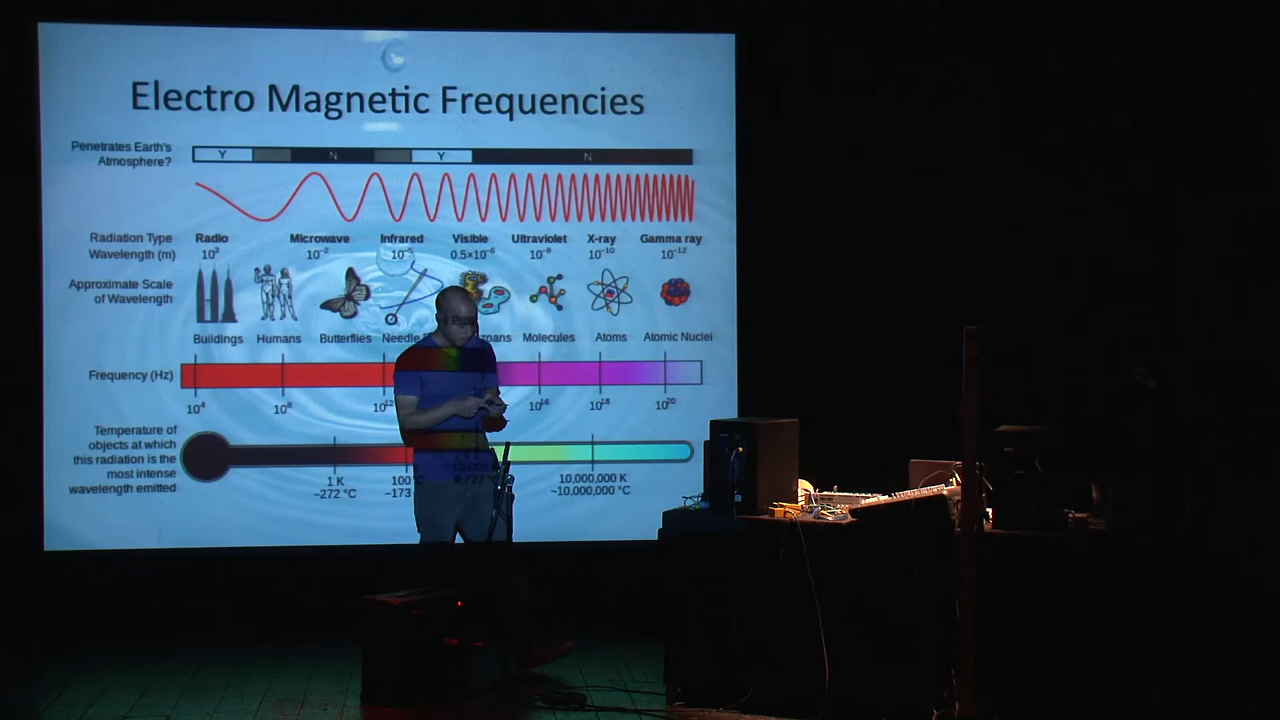 Electro Magnetic Frequencies
Penetrates Earth's
Atmosphere?
Y N Y N
Radiation Type
Radio Microwave Infrared Visible Ultraviolet X-ray Gamma ray
Wavelength (m)
10³ 10⁻² 10⁻⁵ 0.5×10⁻⁶ 10⁻⁸ 10⁻¹⁰ 10⁻¹²
Approximate Scale
of Wavelength
Buildings Humans Butterflies Needle Molecules Atoms Atomic Nuclei
Frequency (Hz)
10⁴ 10⁸ 10¹² 10¹⁶ 10¹⁸ 10²⁰
Temperature of
objects at which
this radiation is the
most intense
wavelength emitted
1 K 100 10,000,000 K
−272 °C −173 ~10,000,000 °C